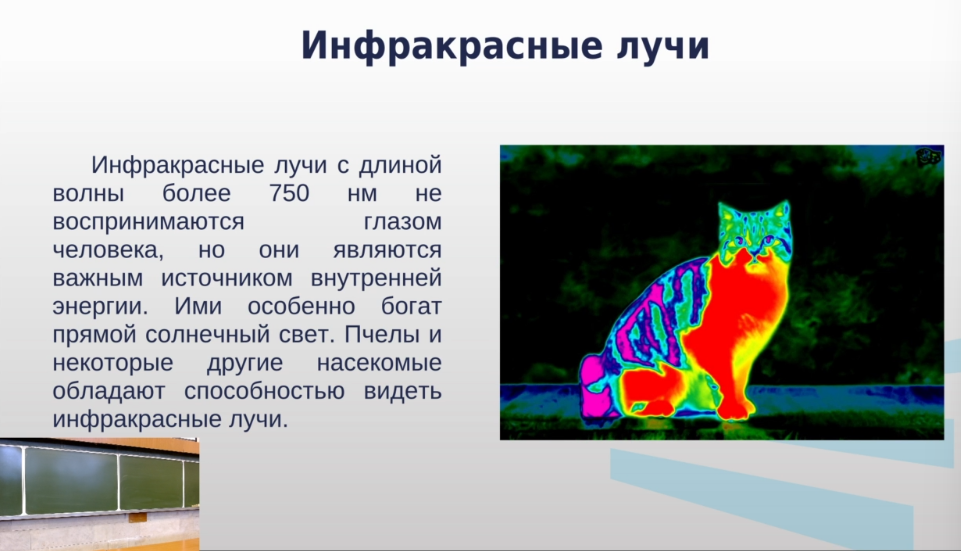 Инфракрасные лучи
Инфракрасные лучи с длиной
волны более 750 нм не
воспринимаются глазом
человека, но они являются
важным источником внутренней
энергии. Ими особенно богат
прямой солнечный свет. Пчелы и
некоторые другие насекомые
обладают способностью видеть
инфракрасные лучи.